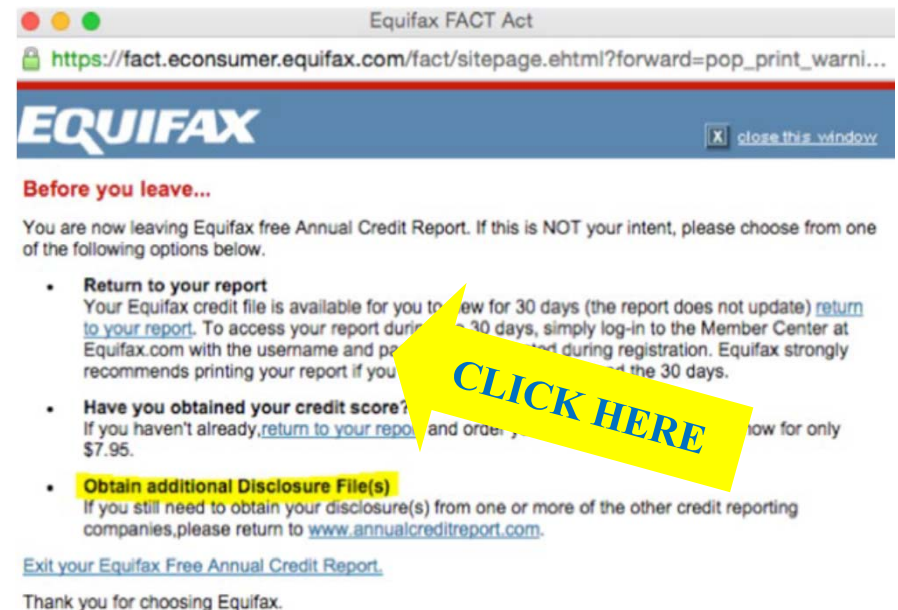 Equifax FACT Act
https://fact.econsumer.equifax.com/fact/sitepage.ehtml?forward=pop_print_warni...
EQUIFAX
X close this window
Before you leave...
You are now leaving Equifax free Annual Credit Report. If this is NOT your intent, please choose from one
of the following options below.
• Return to your report
Your Equifax credit file is available for you to view for 30 days (the report does not update) return
to your report. To access your report 30 days, simply log-in to the Member Center at
Equifax.com with the username and during registration. Equifax strongly
recommends printing your report if you the 30 days.
• Have you obtained your credit score?
If you haven't already,return to your report and order now for only
$7.95.
CLICK HERE
• Obtain additional Disclosure File(s)
If you still need to obtain your disclosure(s) from one or more of the other credit reporting
companies,please return to www.annualcreditreport.com.
Exit your Equifax Free Annual Credit Report.
Thank you for choosing Equifax.